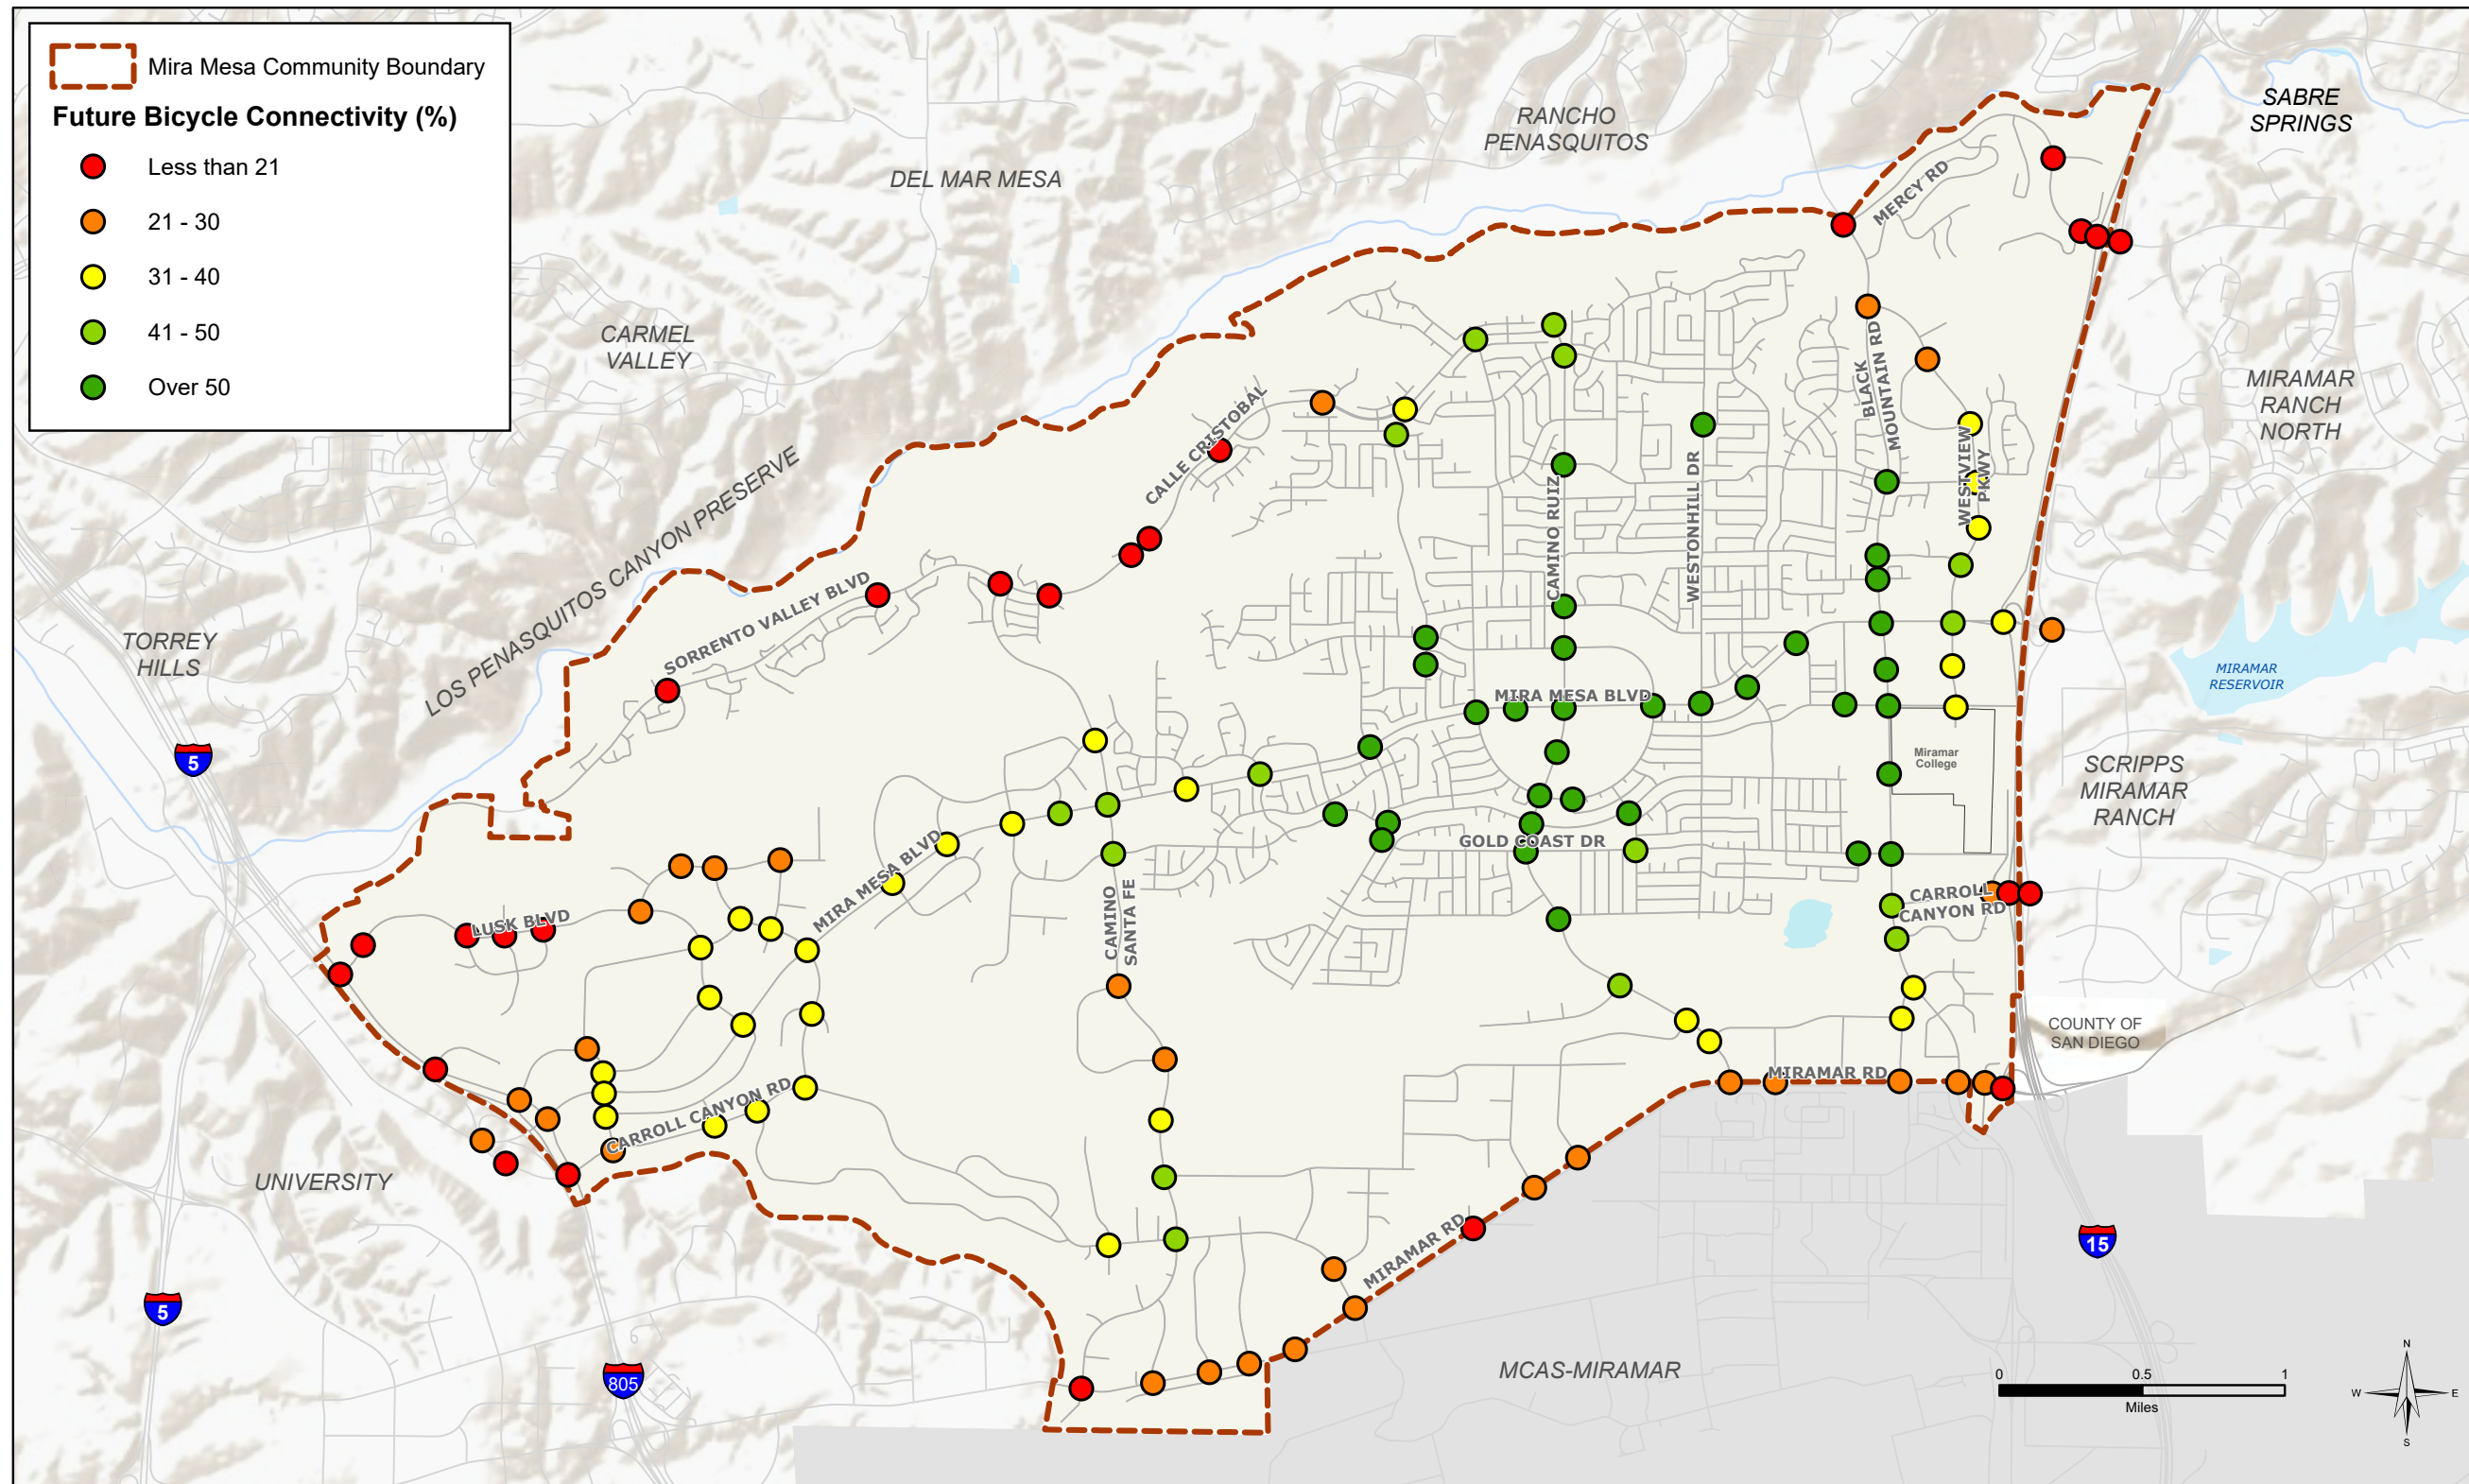 Mira Mesa Community Boundary
Future Bicycle Connectivity (%)
Less than 21
21 - 30
31 - 40
41 - 50
Over 50
SABRE
SPRINGS
RANCHO
PENASQUITOS
DEL MAR MESA
MERCY RD
CARMEL
VALLEY
BLACK
MOUNTAIN RD
MIRAMAR
RANCH
NORTH
CALLE CRISTOBAL
WESTVIEW
PKWY
LOS PENASQUITOS CANYON PRESERVE
CAMINO RUIZ
WESTONHILL DR
SORRENTO VALLEY BLVD
TORREY
HILLS
MIRAMAR
RESERVOIR
MIRA MESA BLVD
5
Miramar
College
SCRIPPS
MIRAMAR
RANCH
GOLD COAST DR
MIRA MESA BLVD
CAMINO
SANTA FE
LUSK BLVD
CARROLL
CANYON RD
COUNTY OF
SAN DIEGO
MIRAMAR RD
CARROLL CANYON RD
UNIVERSITY
MIRAMAR RD
15
5
805
MCAS-MIRAMAR
0 0.5 1
Miles
N
W E
S